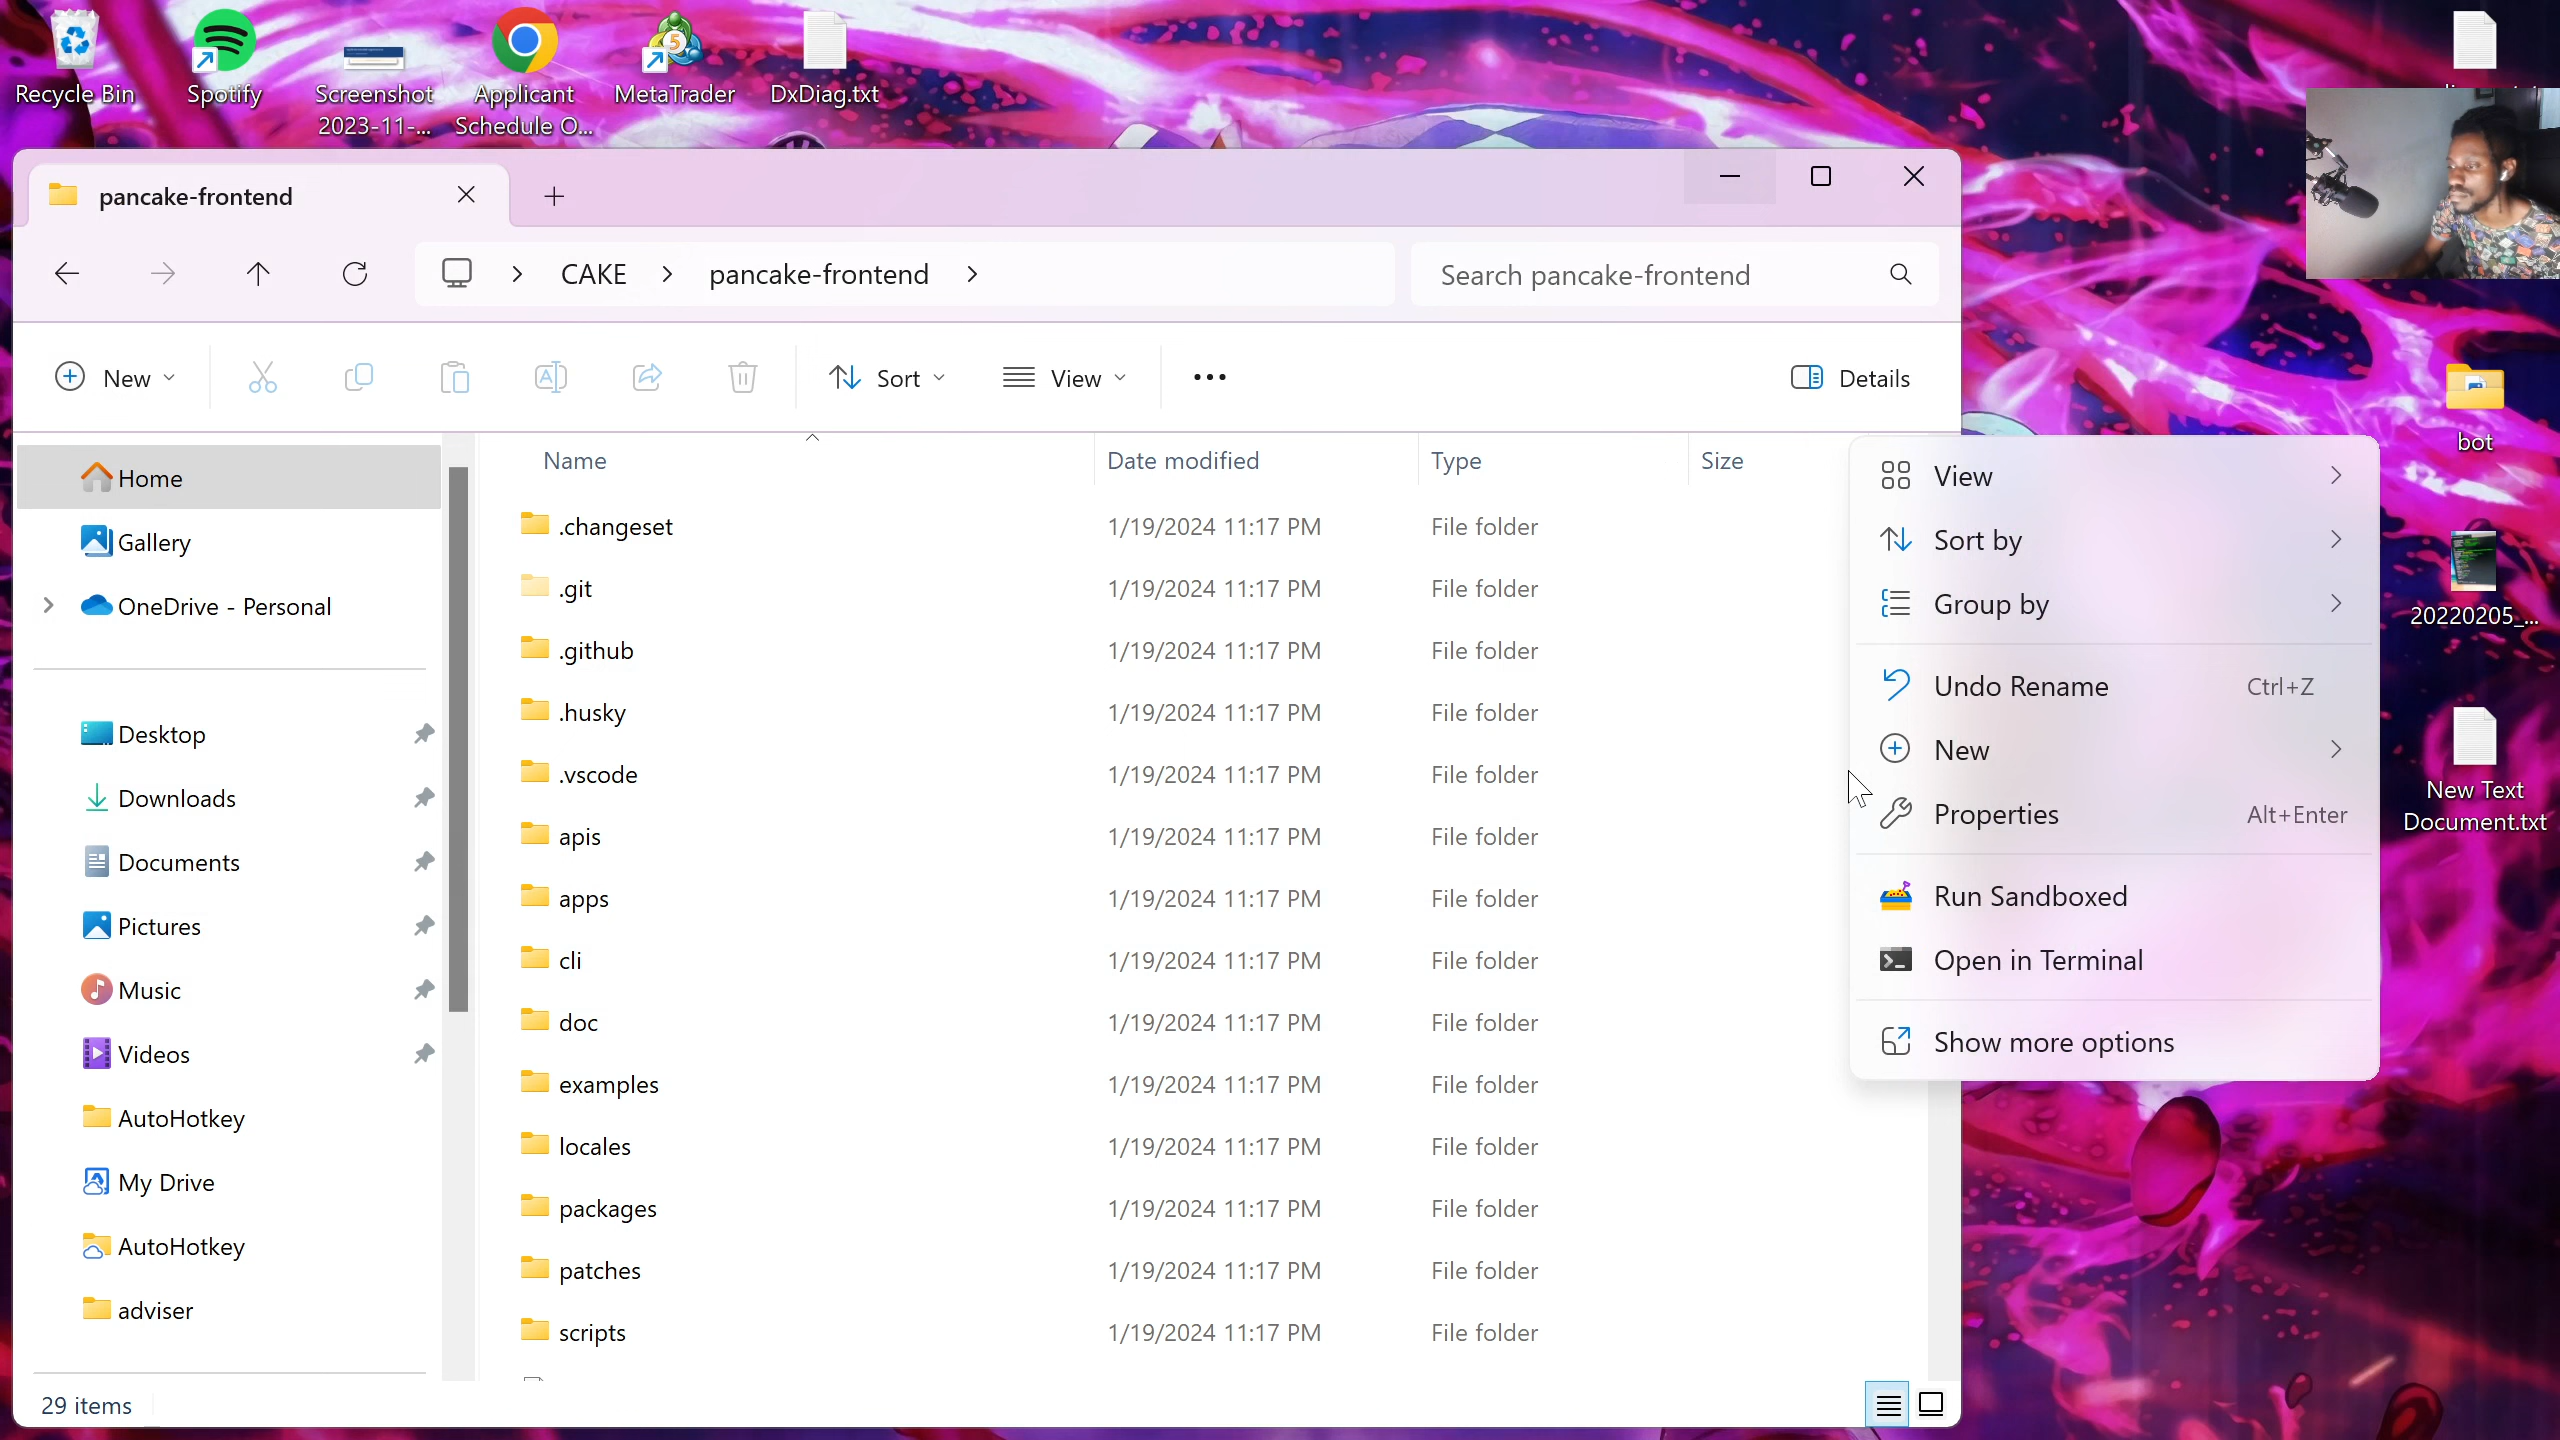 Recycle Bin
Spotify
Screenshot
2023-11-...
Applicant
Schedule O...
MetaTrader
5
DxDiag.txt
pancake-frontend
CAKE
pancake-frontend
Search pancake-frontend
New
Sort
View
Details
Name
Date modified
Type
Size
Home
Gallery
OneDrive - Personal
Desktop
Downloads
Documents
Pictures
Music
Videos
AutoHotkey
My Drive
AutoHotkey
adviser
.changeset 1/19/2024 11:17 PM File folder
.git 1/19/2024 11:17 PM File folder
.github 1/19/2024 11:17 PM File folder
.husky 1/19/2024 11:17 PM File folder
.vscode 1/19/2024 11:17 PM File folder
apis 1/19/2024 11:17 PM File folder
apps 1/19/2024 11:17 PM File folder
cli 1/19/2024 11:17 PM File folder
doc 1/19/2024 11:17 PM File folder
examples 1/19/2024 11:17 PM File folder
locales 1/19/2024 11:17 PM File folder
packages 1/19/2024 11:17 PM File folder
patches 1/19/2024 11:17 PM File folder
scripts 1/19/2024 11:17 PM File folder
29 items
View
Sort by
Group by
Undo Rename Ctrl+Z
New
Properties Alt+Enter
Run Sandboxed
Open in Terminal
Show more options
bot
20220205_...
New Text
Document.txt